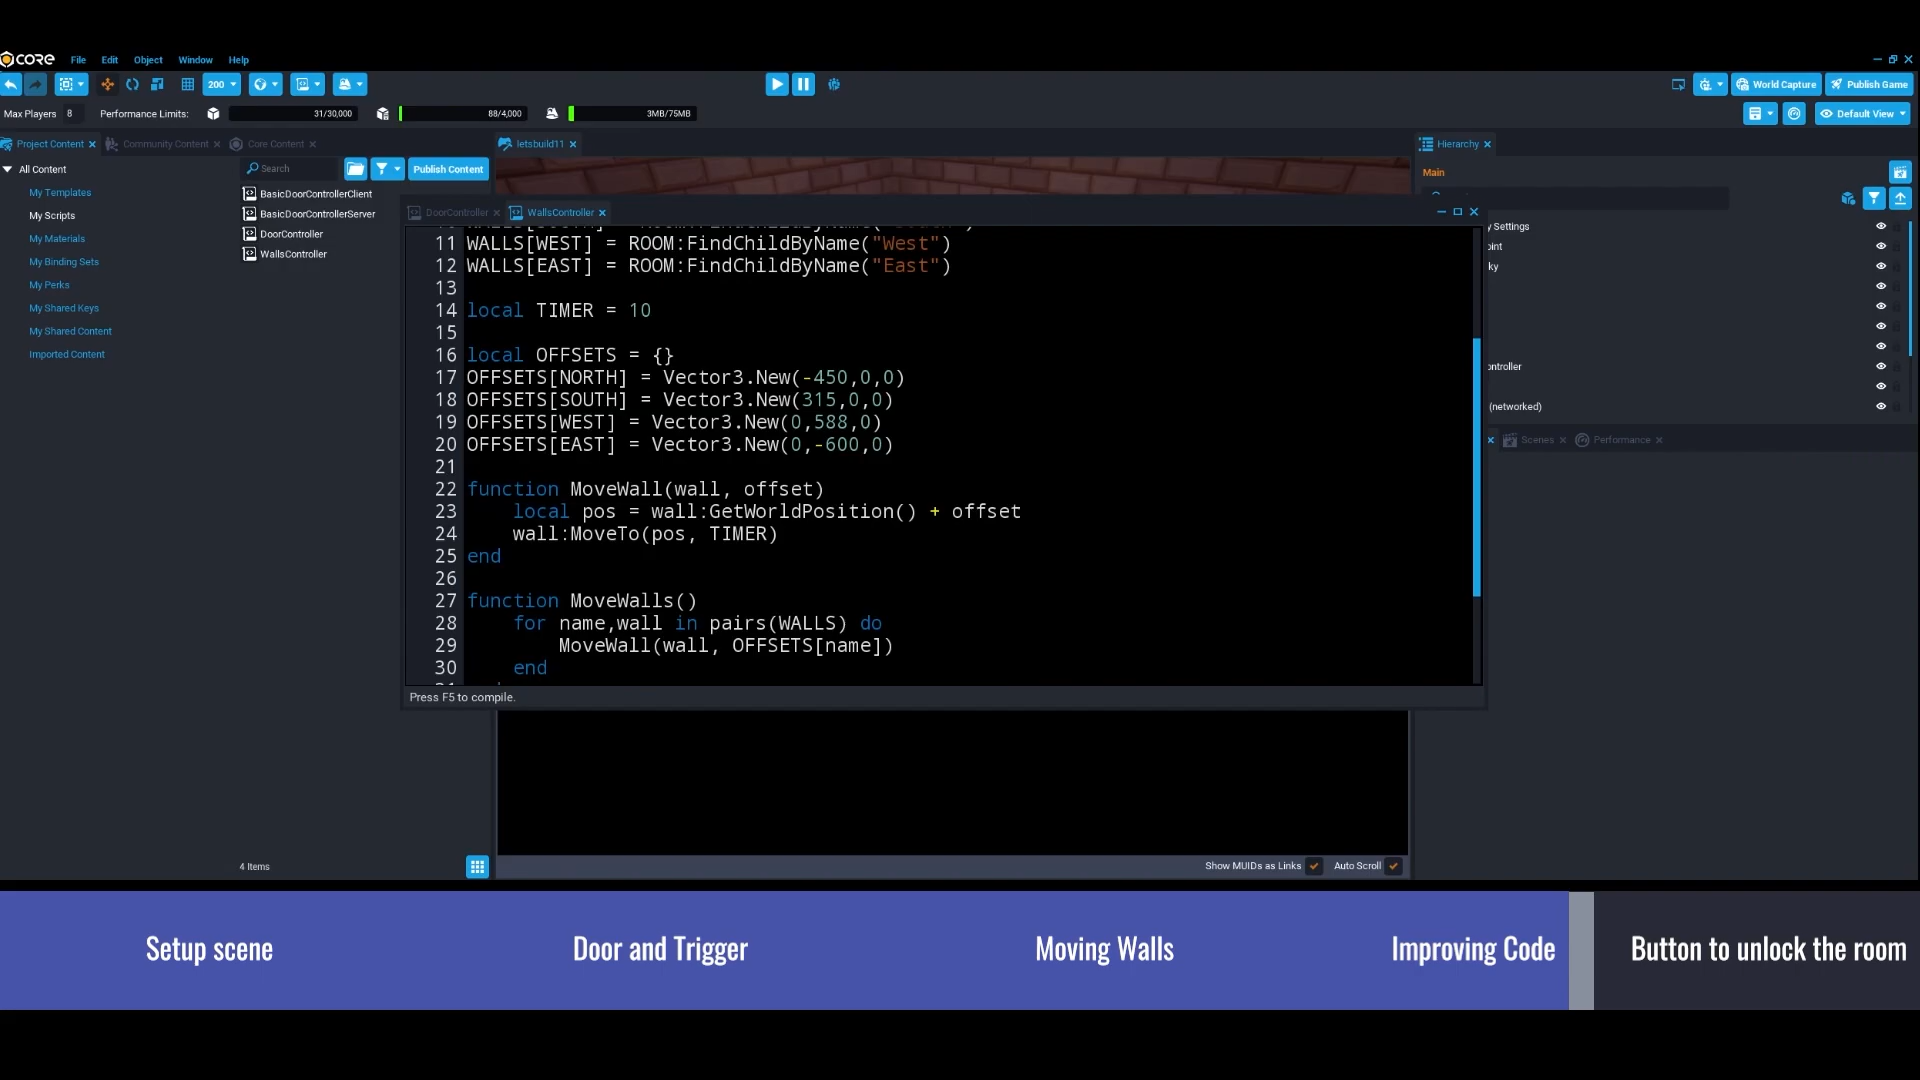 CORE File Edit Object Window Help
200
World Capture Publish Game
Max Players 8 Performance Limits: 31/30,000 88/4,000 3MB/75MB
Default View
Project Content Community Content Core Content
letsbuild11
Hierarchy
All Content
Search
Publish Content
Main
My Templates
My Scripts
My Materials
My Binding Sets
My Perks
My Shared Keys
My Shared Content
Imported Content
BasicDoorControllerClient
BasicDoorControllerServer
DoorController
WallsController
4 Items
DoorController WallsController
11 WALLS[WEST] = ROOM:FindChildByName("West")
12 WALLS[EAST] = ROOM:FindChildByName("East")
13
14 local TIMER = 10
15
16 local OFFSETS = {}
17 OFFSETS[NORTH] = Vector3.New(-450,0,0)
18 OFFSETS[SOUTH] = Vector3.New(315,0,0)
19 OFFSETS[WEST] = Vector3.New(0,588,0)
20 OFFSETS[EAST] = Vector3.New(0,-600,0)
21
22 function MoveWall(wall, offset)
23 local pos = wall:GetWorldPosition() + offset
24 wall:MoveTo(pos, TIMER)
25 end
26
27 function MoveWalls()
28 for name,wall in pairs(WALLS) do
29 MoveWall(wall, OFFSETS[name])
30 end
Press F5 to compile.
y Settings
oint
ky
ontroller
(networked)
Scenes Performance
Show MUIDs as Links Auto Scroll
Setup scene Door and Trigger Moving Walls Improving Code Button to unlock the room